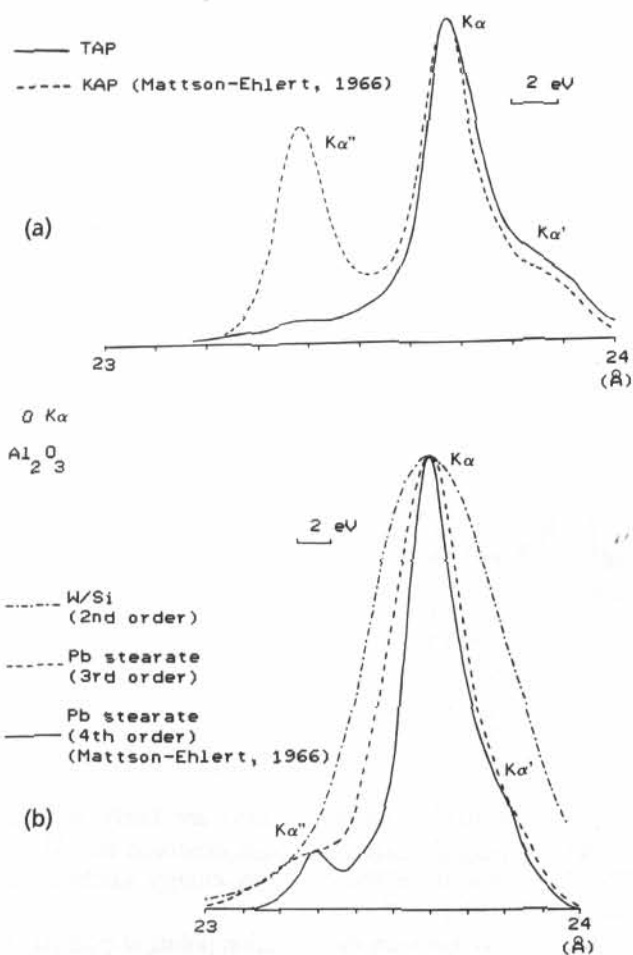 TAP
KAP (Mattson-Ehlert, 1966)
Kα
2 eV
Kα"
Kα'
(a)
23
24
(Å)
O Kα
Al2O3
Kα
2 eV
W/Si
(2nd order)
Pb stearate
(3rd order)
Pb stearate
(4th order)
(Mattson-Ehlert, 1966)
Kα'
(b)
Kα"
23
24
(Å)